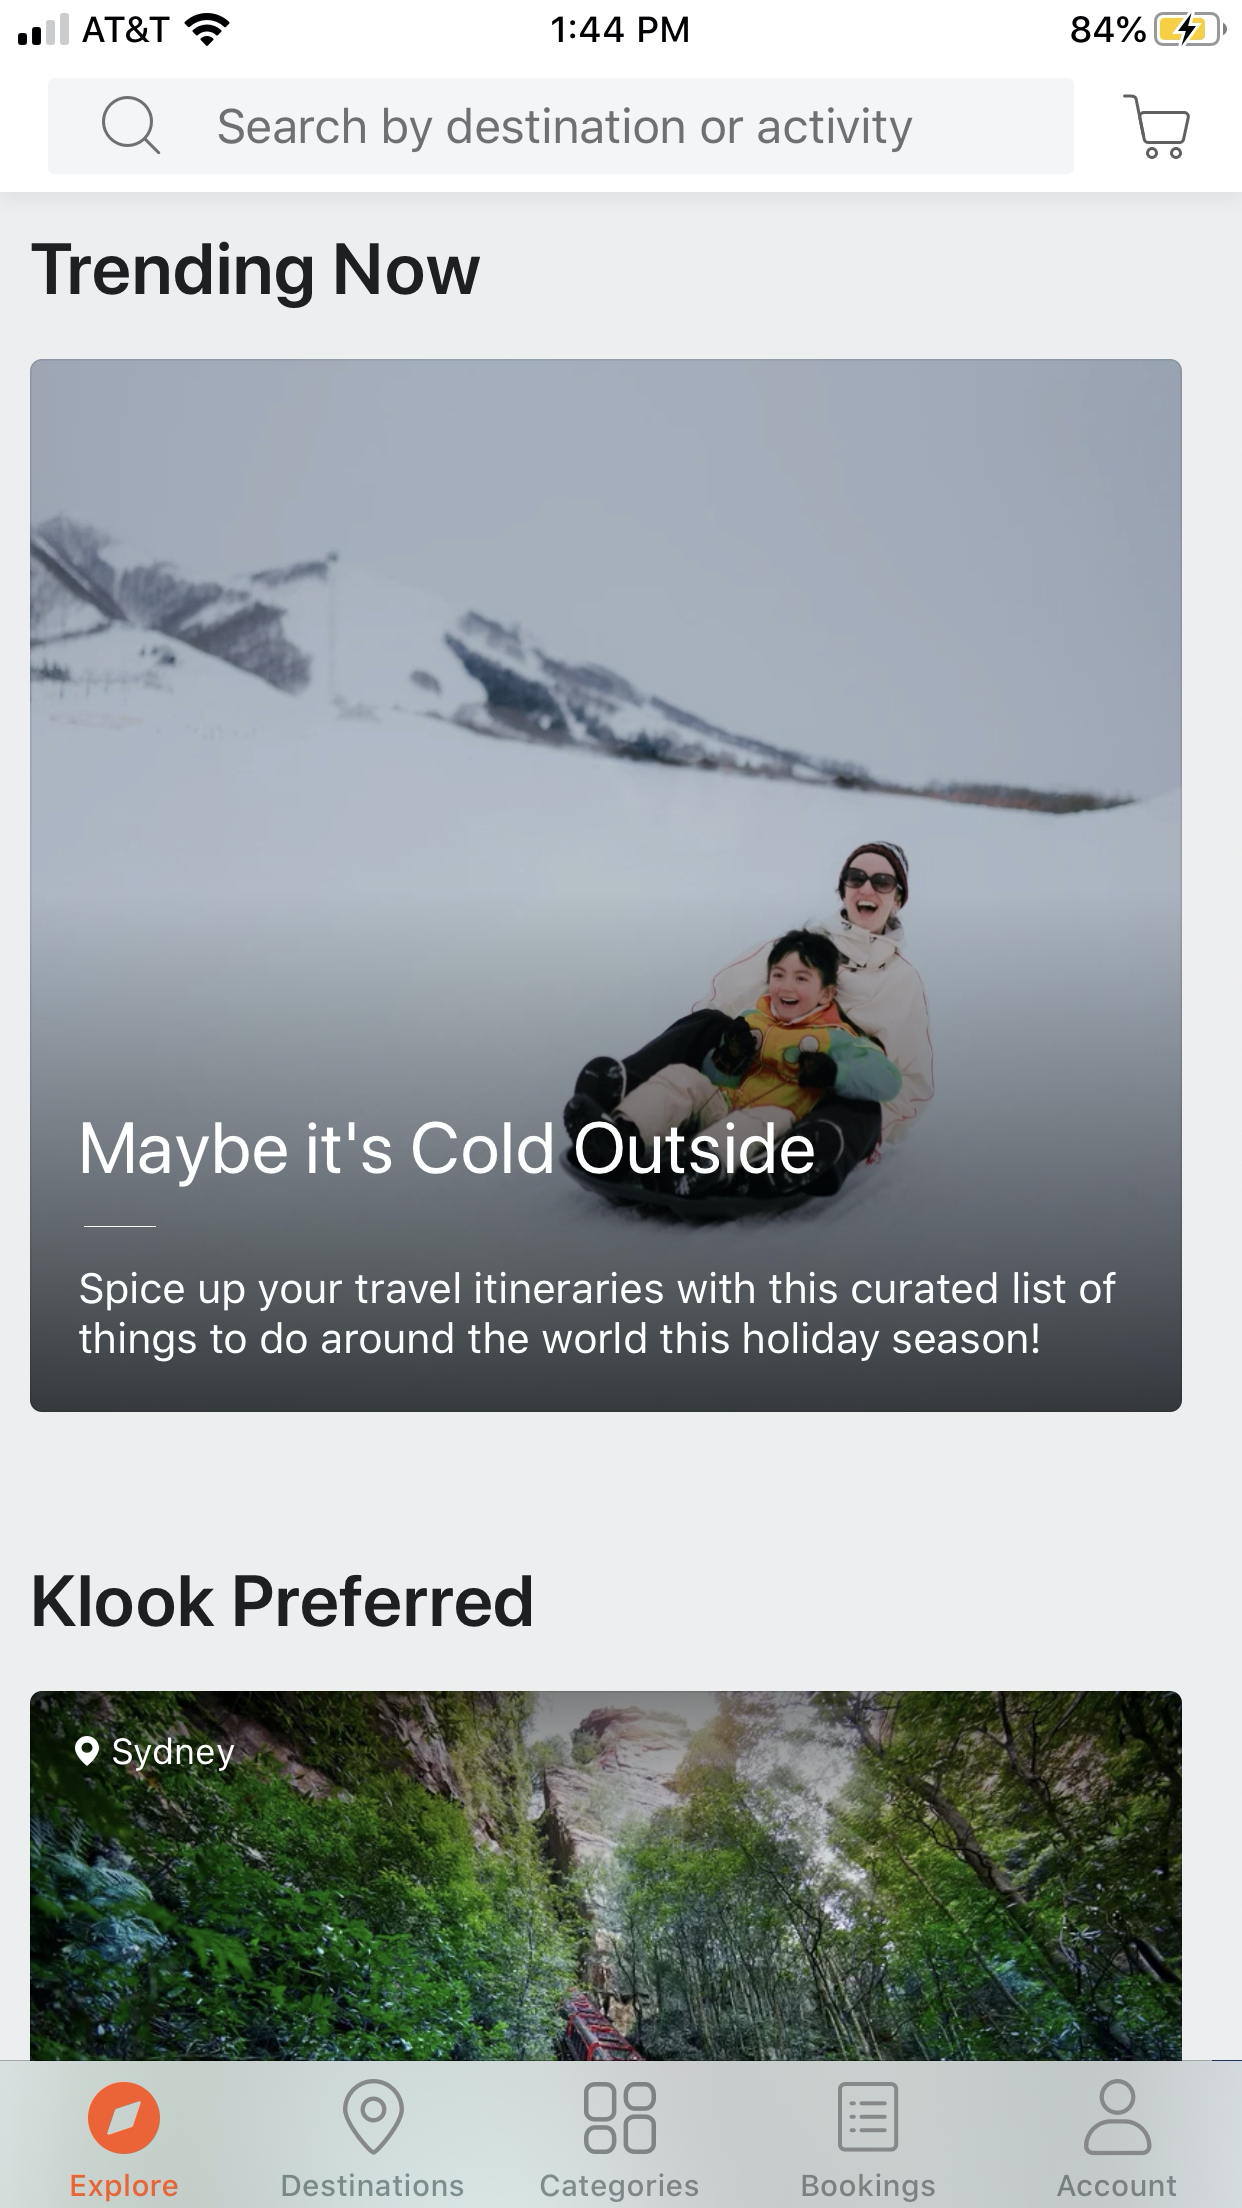 AT&T 1:44 PM 84%
Search by destination or activity
Trending Now
Maybe it's Cold Outside
Spice up your travel itineraries with this curated list of
things to do around the world this holiday season!
Klook Preferred
Sydney
Explore Destinations Categories Bookings Account